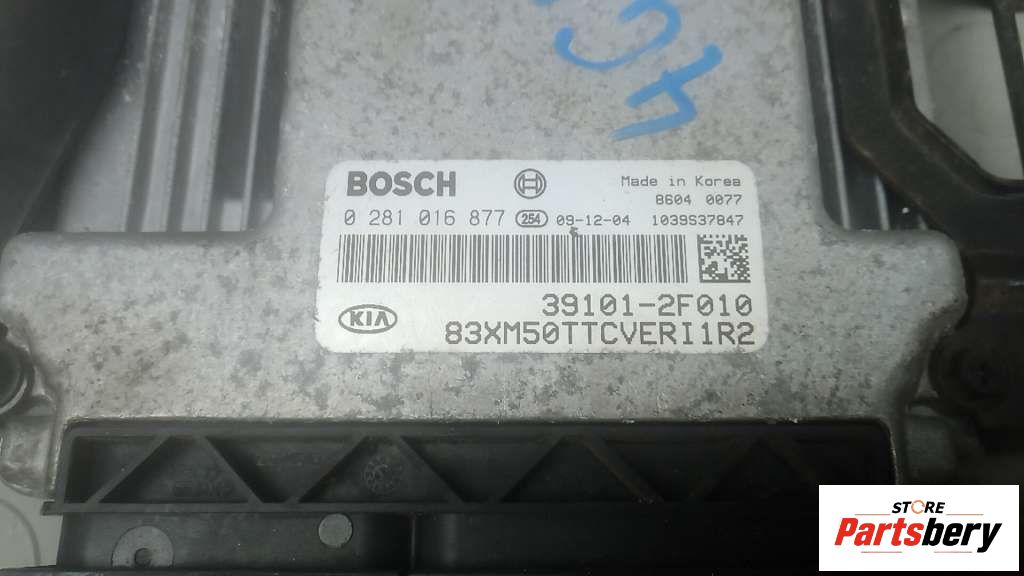 BOSCH
Made in Korea
8604 0077
0 281 016 877 254 09-12-04 1039S37847
39101-2F010
KIA
83XM50TTCVERI1R2
STORE
Partsbery